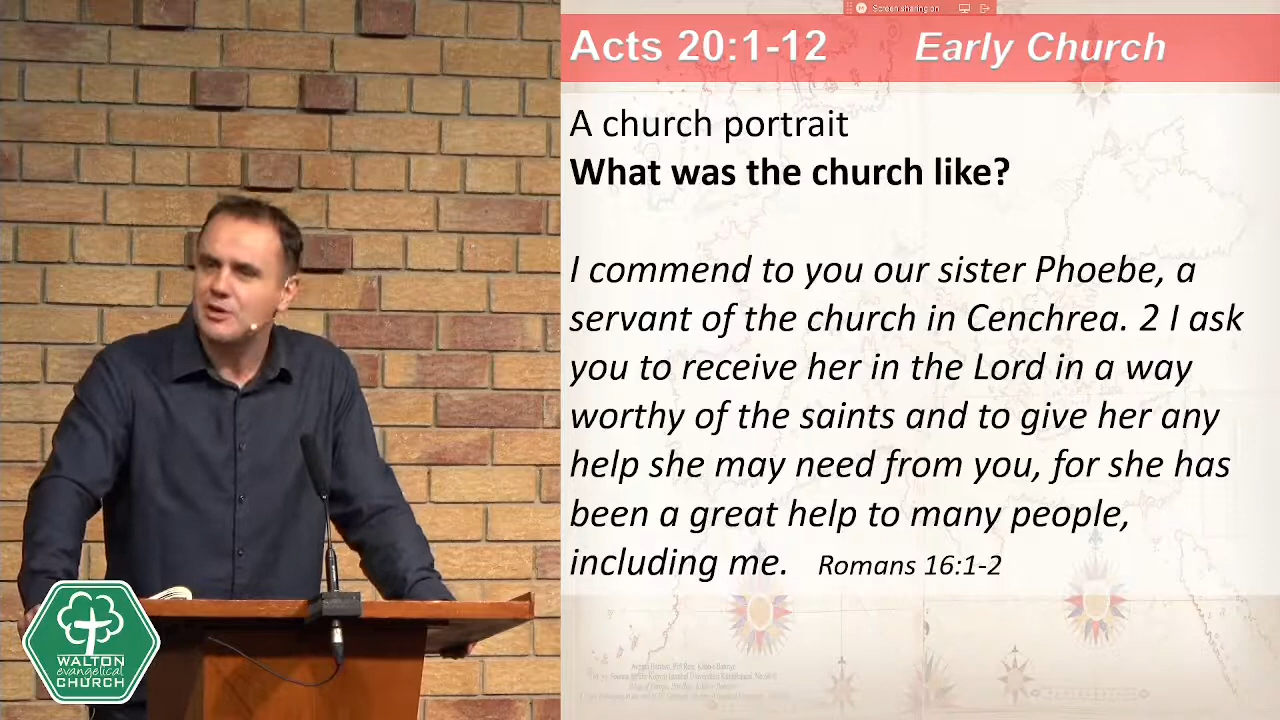 Screen sharing on
Acts 20:1-12 Early Church
A church portrait
What was the church like?
I commend to you our sister Phoebe, a
servant of the church in Cenchrea. 2 I ask
you to receive her in the Lord in a way
worthy of the saints and to give her any
help she may need from you, for she has
been a great help to many people,
including me. Romans 16:1-2
WALTON
evangelical
CHURCH